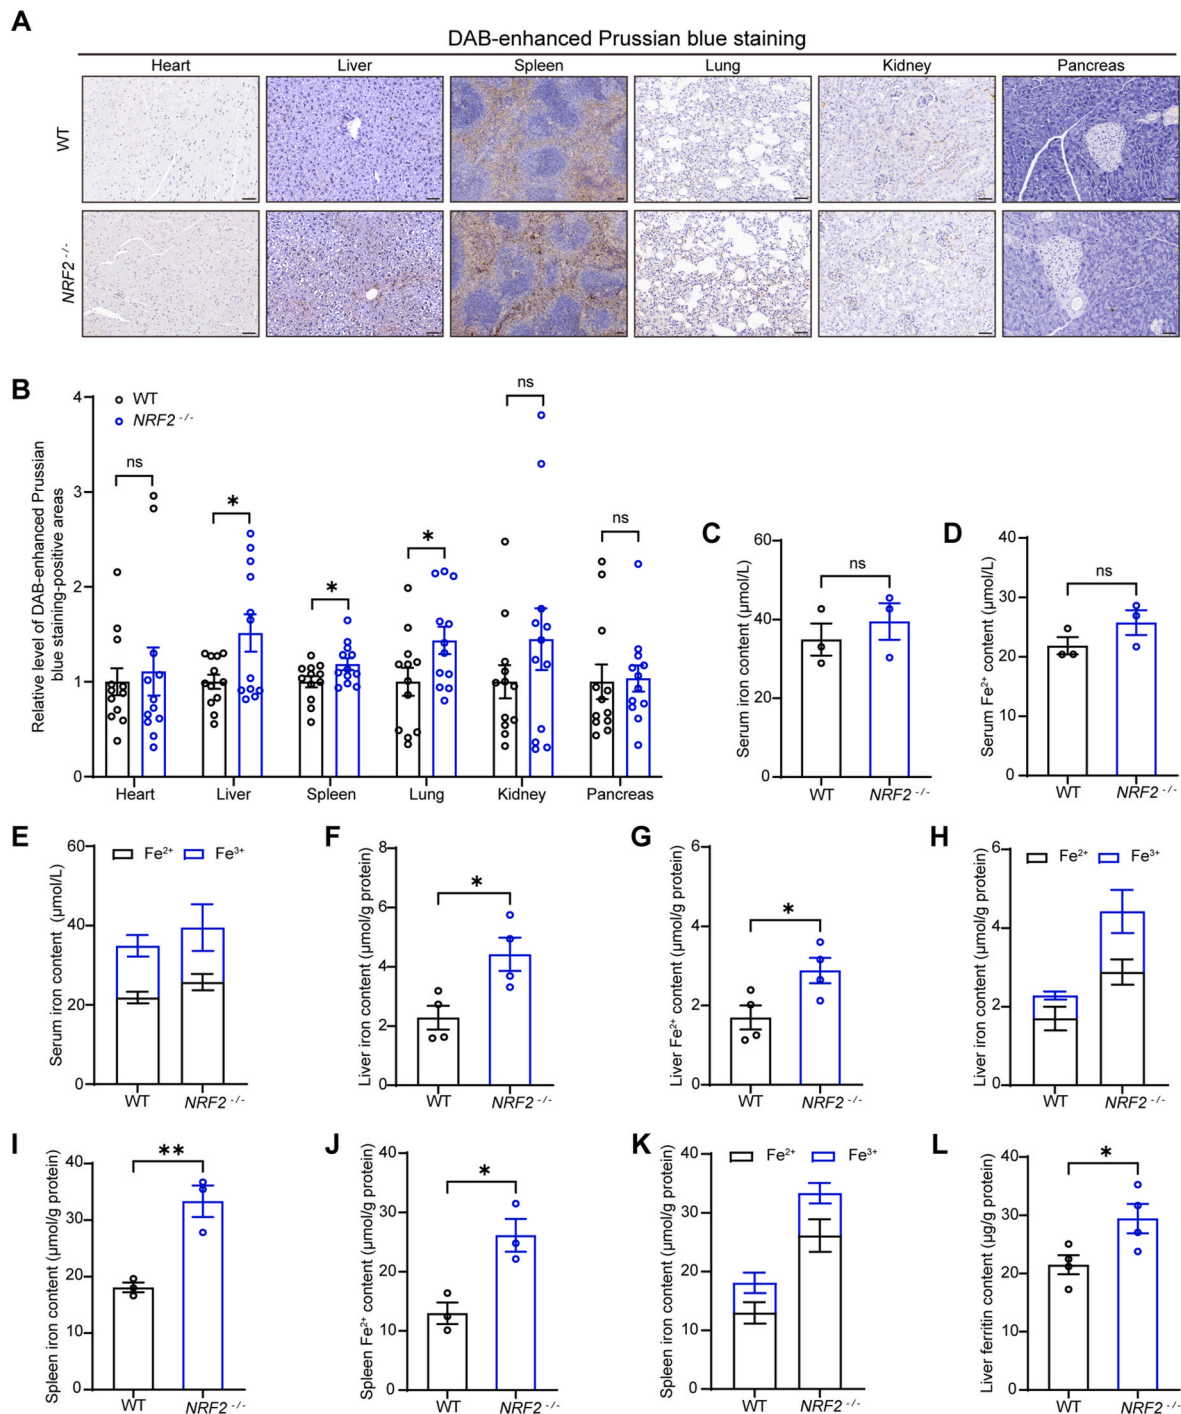 A
DAB-enhanced Prussian blue staining
Heart Liver Spleen Lung Kidney Pancreas
WT
NRF2 -/-
B
Relative level of DAB-enhanced Prussian
blue staining-positive areas
4
3
2
1
0
WT
NRF2 -/-
ns
*
*
*
ns
ns
Heart Liver Spleen Lung Kidney Pancreas
C
Serum iron content (μmol/L)
60
40
20
0
ns
WT NRF2 -/-
D
Serum Fe2+ content (μmol/L)
40
30
20
10
0
ns
WT NRF2 -/-
E
Serum iron content (μmol/L)
60
40
20
0
Fe2+ Fe3+
WT NRF2 -/-
F
Liver iron content (μmol/g protein)
8
6
4
2
0
*
WT NRF2 -/-
G
Liver Fe2+ content (μmol/g protein)
6
4
2
0
*
WT NRF2 -/-
H
Liver iron content (μmol/g protein)
6
4
2
0
Fe2+ Fe3+
WT NRF2 -/-
I
Spleen iron content (μmol/g protein)
40
30
20
10
0
**
WT NRF2 -/-
J
Spleen Fe2+ content (μmol/g protein)
40
30
20
10
0
*
WT NRF2 -/-
K
Spleen iron content (μmol/g protein)
40
30
20
10
0
Fe2+ Fe3+
WT NRF2 -/-
L
Liver ferritin content (μg/g protein)
40
30
20
10
0
*
WT NRF2 -/-